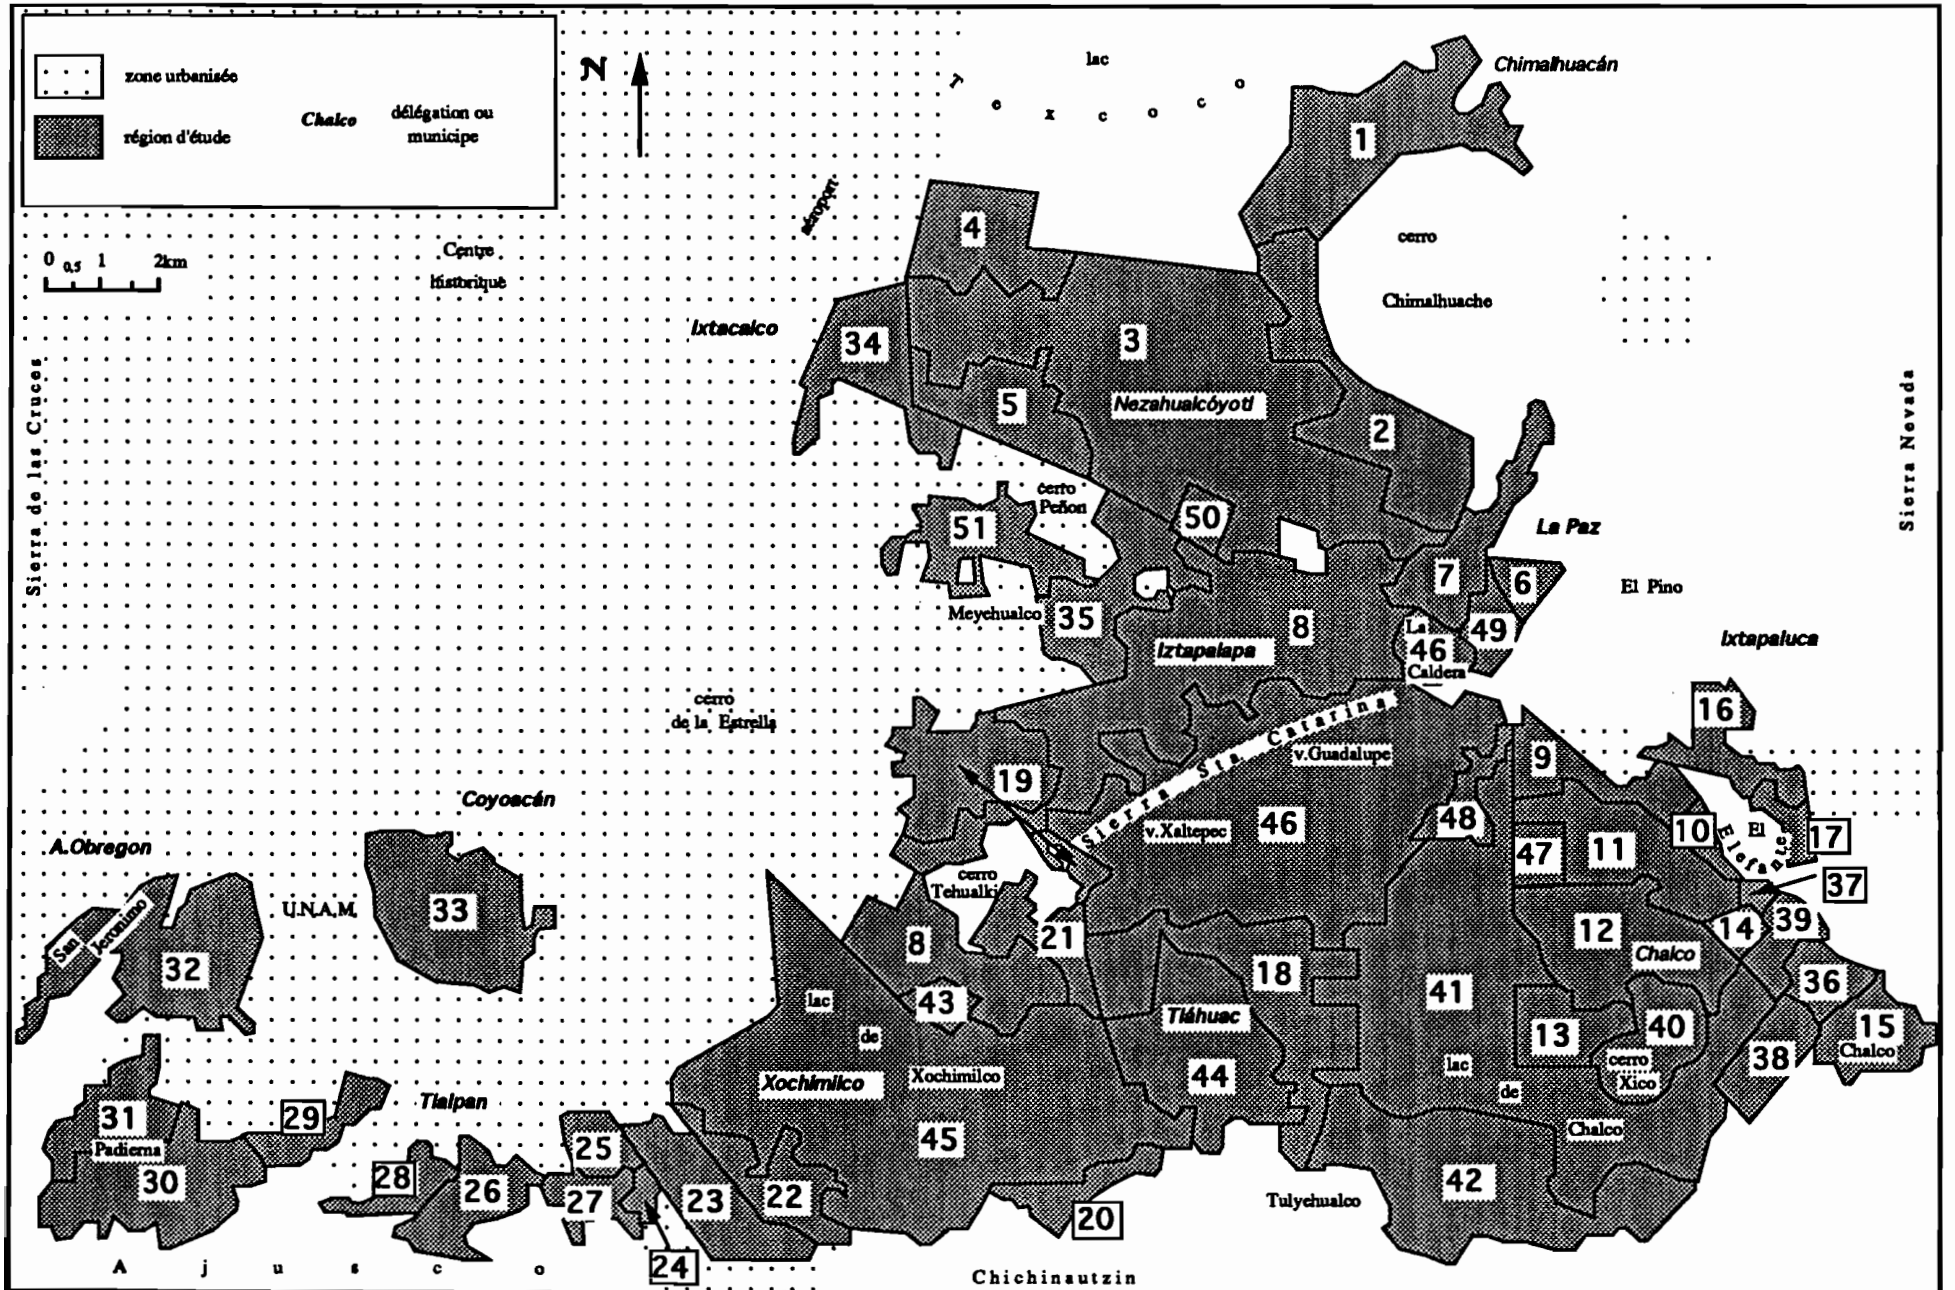 zone urbanisée
région d'étude
Chalco
délégation ou
municipe
N
0 0,5 1 2km
Centre
historique
aéroport
lac
Texcoco
Chimalhuacán
1
cerro
Chimalhuache
4
Ixtacalco
34
3
5
Nezahualcóyotl
2
Sierra de las Cruces
Sierra Nevada
cerro
Peñon
51
50
La Paz
7
6
El Pino
Meyehualco
35
8
49
La
46
Caldera
Iztapalapa
Ixtapaluca
cerro
de la Estrella
16
Sierra Sta. Catarina
v.Guadalupe
9
19
Coyoacán
v.Xaltepec
46
48
47
11
10
El
Elefante
17
A.Obregon
37
cerro
Tehualki
San
Jeronimo
U.N.A.M.
33
8
21
12
14
39
Chalco
32
18
36
lac
43
41
de
Tláhuac
13
40
15
Chalco
cerro
Xico
38
lac
de
Chalco
Xochimilco
Xochimilco
44
31
Padierna
30
29
Tlalpan
25
45
28
26
27
23
22
42
20
Tulyehualco
24
Ajusco
Chichinautzin